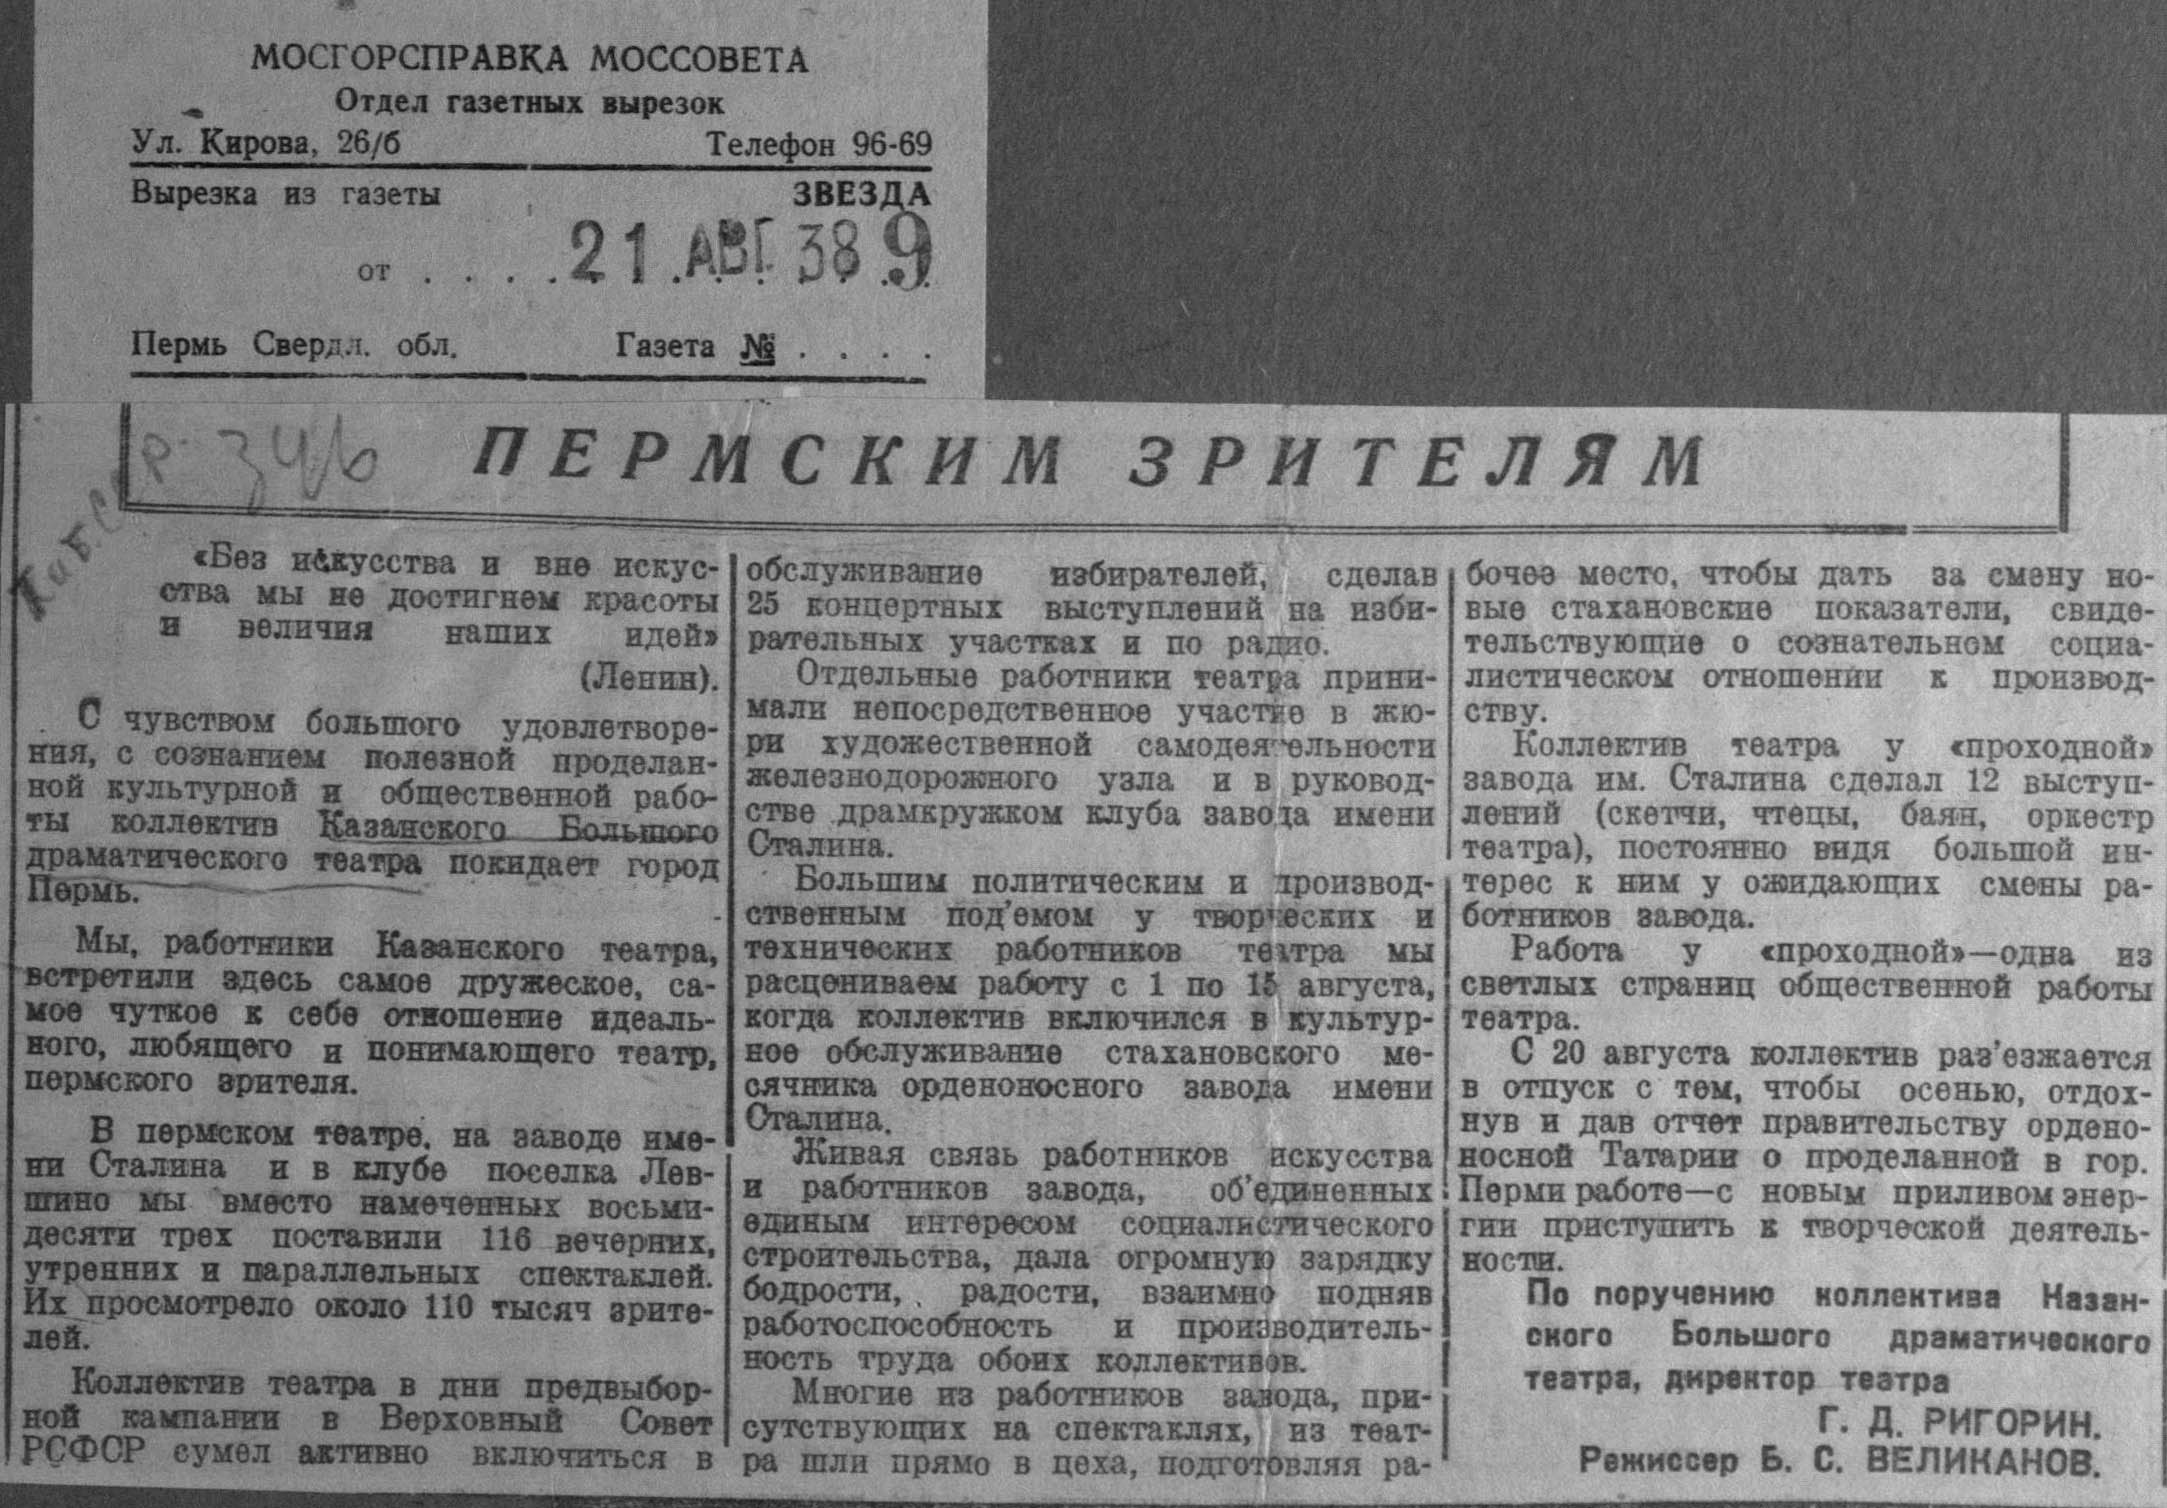 МОСГОРСПРАВКА МОССОВЕТА
Отдел газетных вырезок
Ул. Кирова, 26/б Телефон 96-69
Вырезка из газеты ЗВЕЗДА
от . . . . 21 АВГ. 38 9
Пермь Свердл. обл. Газета № . . . .
346
ПЕРМСКИМ ЗРИТЕЛЯМ
«Без искусства и вне искус-
ства мы не достигнем красоты
и величия наших идей»
(Ленин).
С чувством большого удовлетворе-
ния, с сознанием полезной проделан-
ной культурной и общественной рабо-
ты коллектив Казанского Большого
драматического театра покидает город
Пермь.
Мы, работники Казанского театра,
встретили здесь самое дружеское, са-
мое чуткое к себе отношение идеаль-
ного, любящего и понимающего театр,
пермского зрителя.
В пермском театре, на заводе име-
ни Сталина и в клубе поселка Лев-
шино мы вместо намеченных восьми-
десяти трех поставили 116 вечерних,
утренних и параллельных спектаклей.
Их просмотрело около 110 тысяч зрите-
лей.
Коллектив театра в дни предвыбор-
ной кампании в Верховный Совет
РСФСР сумел активно включиться в
обслуживание избирателей, сделав
25 концертных выступлений на изби-
рательных участках и по радио.
Отдельные работники театра прини-
мали непосредственное участие в жю-
ри художественной самодеятельности
железнодорожного узла и в руковод-
стве драмкружком клуба завода имени
Сталина.
Большим политическим и производ-
ственным под'емом у творческих и
технических работников театра мы
расцениваем работу с 1 по 15 августа,
когда коллектив включился в культур-
ное обслуживание стахановского ме-
сячника орденоносного завода имени
Сталина.
Живая связь работников искусства
и работников завода, об'единенных
единым интересом социалистического
строительства, дала огромную зарядку
бодрости, радости, взаимно подняв
работоспособность и производитель-
ность труда обоих коллективов.
Многие из работников завода, при-
сутствующих на спектаклях, из теат-
ра шли прямо в цеха, подготовляя ра-
бочее место, чтобы дать за смену но-
вые стахановские показатели, свиде-
тельствующие о сознательном социа-
листическом отношении к производ-
ству.
Коллектив театра у «проходной»
завода им. Сталина сделал 12 выступ-
лений (скетчи, чтецы, баян, оркестр
театра), постоянно видя большой ин-
терес к ним у ожидающих смены ра-
ботников завода.
Работа у «проходной»—одна из
светлых страниц общественной работы
театра.
С 20 августа коллектив раз'езжается
в отпуск с тем, чтобы осенью, отдох-
нув и дав отчет правительству ордено-
носной Татарии о проделанной в гор.
Перми работе—с новым приливом энер-
гии приступить к творческой деятель-
ности.
По поручению коллектива Казан-
ского Большого драматического
театра, директор театра
Г. Д. РИГОРИН.
Режиссер Б. С. ВЕЛИКАНОВ.